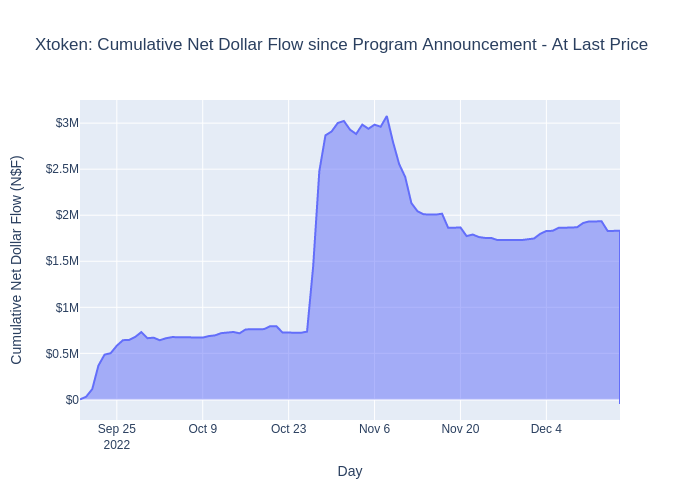 Xtoken: Cumulative Net Dollar Flow since Program Announcement - At Last Price
Cumulative Net Dollar Flow (N$F)
$3M
$2.5M
$2M
$1.5M
$1M
$0.5M
$0
Sep 25
2022
Oct 9
Oct 23
Nov 6
Nov 20
Dec 4
Day